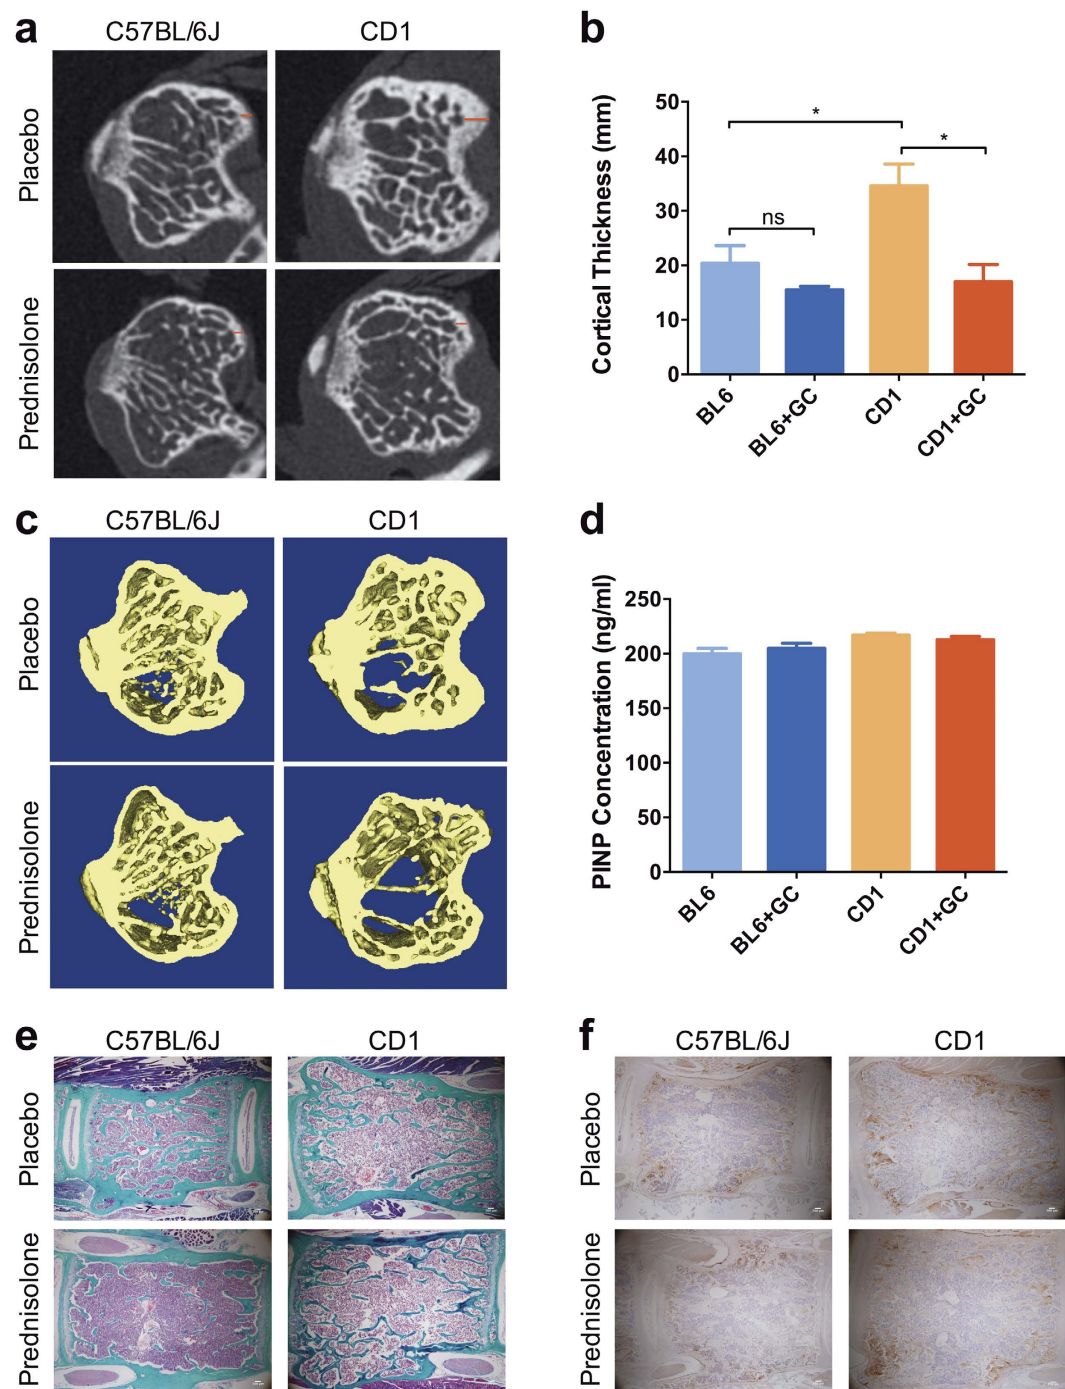 a
C57BL/6J
CD1
Placebo
Prednisolone
b
Cortical Thickness (mm)
50
40
30
20
10
0
*
*
ns
BL6
BL6+GC
CD1
CD1+GC
c
C57BL/6J
CD1
Placebo
Prednisolone
d
PINP Concentration (ng/ml)
250
200
150
100
50
0
BL6
BL6+GC
CD1
CD1+GC
e
C57BL/6J
CD1
Placebo
Prednisolone
f
C57BL/6J
CD1
Placebo
Prednisolone